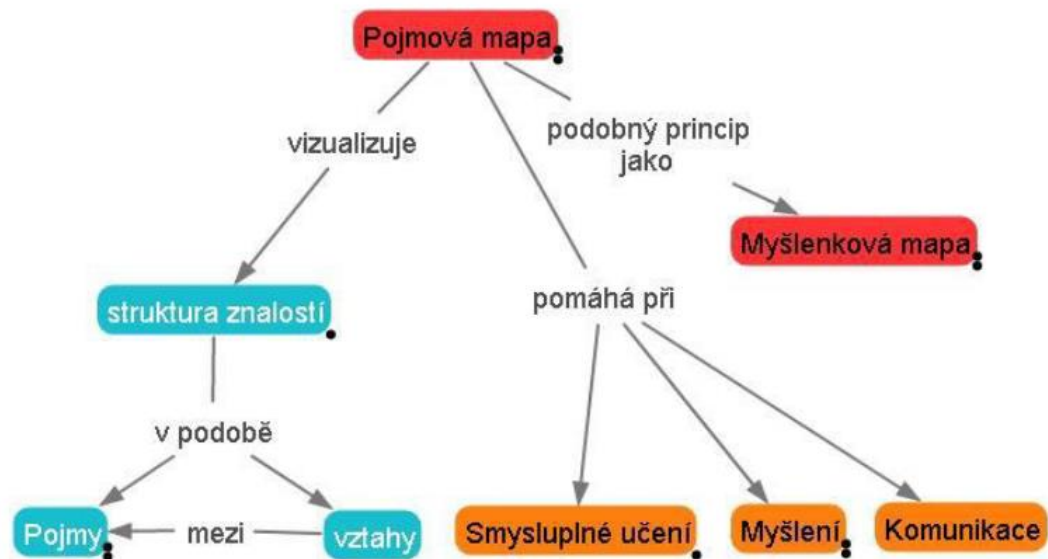 Pojmová mapa
vizualizuje
podobný princip
jako
Myšlenková mapa
struktura znalostí
pomáhá při
v podobě
Pojmy
mezi
vztahy
Smysluplné učení
Myšlení
Komunikace